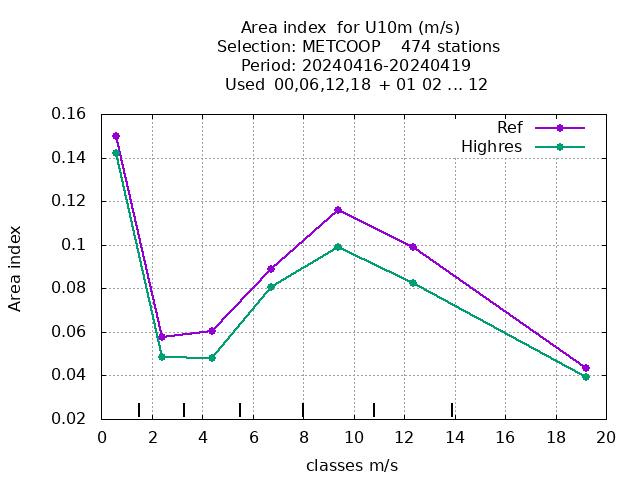 Area index  for U10m (m/s)
Selection: METCOOP    474 stations
Period: 20240416-20240419
Used  00,06,12,18 + 01 02 ... 12
Ref
Highres
0.16
0.14
0.12
0.1
0.08
0.06
0.04
0.02
Area index
0 2 4 6 8 10 12 14 16 18 20
classes m/s